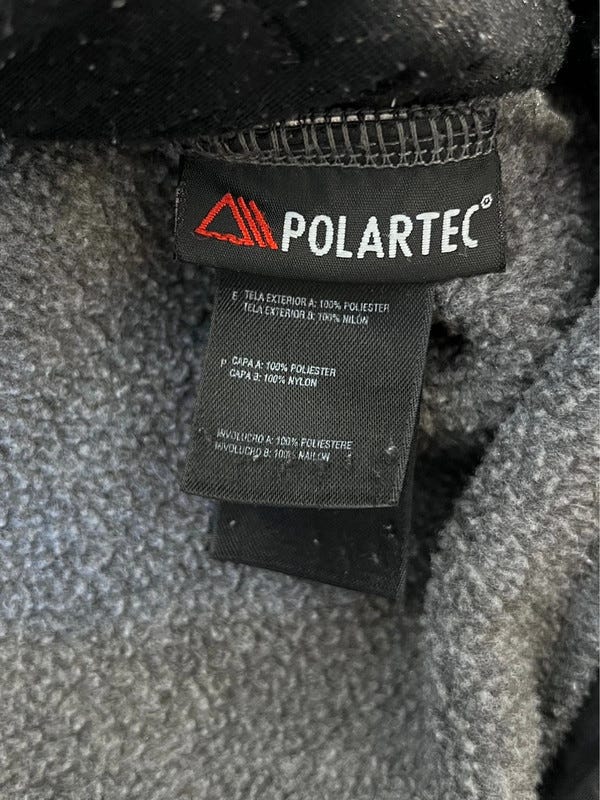 POLARTEC®
E TELA EXTERIOR A: 100% POLIESTER
TELA EXTERIOR B: 100% NILÓN
P CAPA A: 100% POLIESTER
CAPA B: 100% NYLON
INVOLUCRO A: 100% POLIESTERE
INVOLUCRO B: 100% NAILON